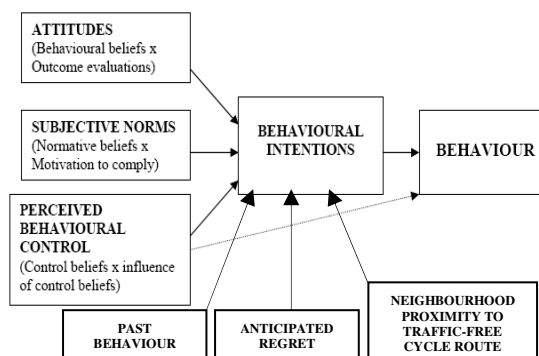 ATTITUDES
(Behavioural beliefs x
Outcome evaluations)
SUBJECTIVE NORMS
(Normative beliefs x
Motivation to comply)
PERCEIVED
BEHAVIOURAL
CONTROL
(Control beliefs x influence
of control beliefs)
BEHAVIOURAL
INTENTIONS
BEHAVIOUR
PAST
BEHAVIOUR
ANTICIPATED
REGRET
NEIGHBOURHOOD
PROXIMITY TO
TRAFFIC-FREE
CYCLE ROUTE